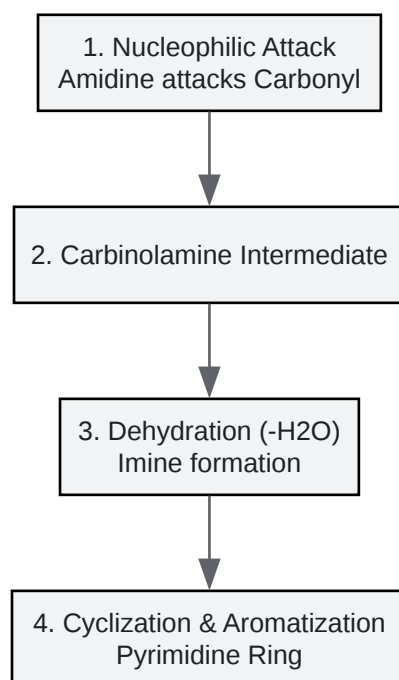 1. Nucleophilic Attack
Amidine attacks Carbonyl
2. Carbinolamine Intermediate
3. Dehydration (-H2O)
Imine formation
4. Cyclization & Aromatization
Pyrimidine Ring